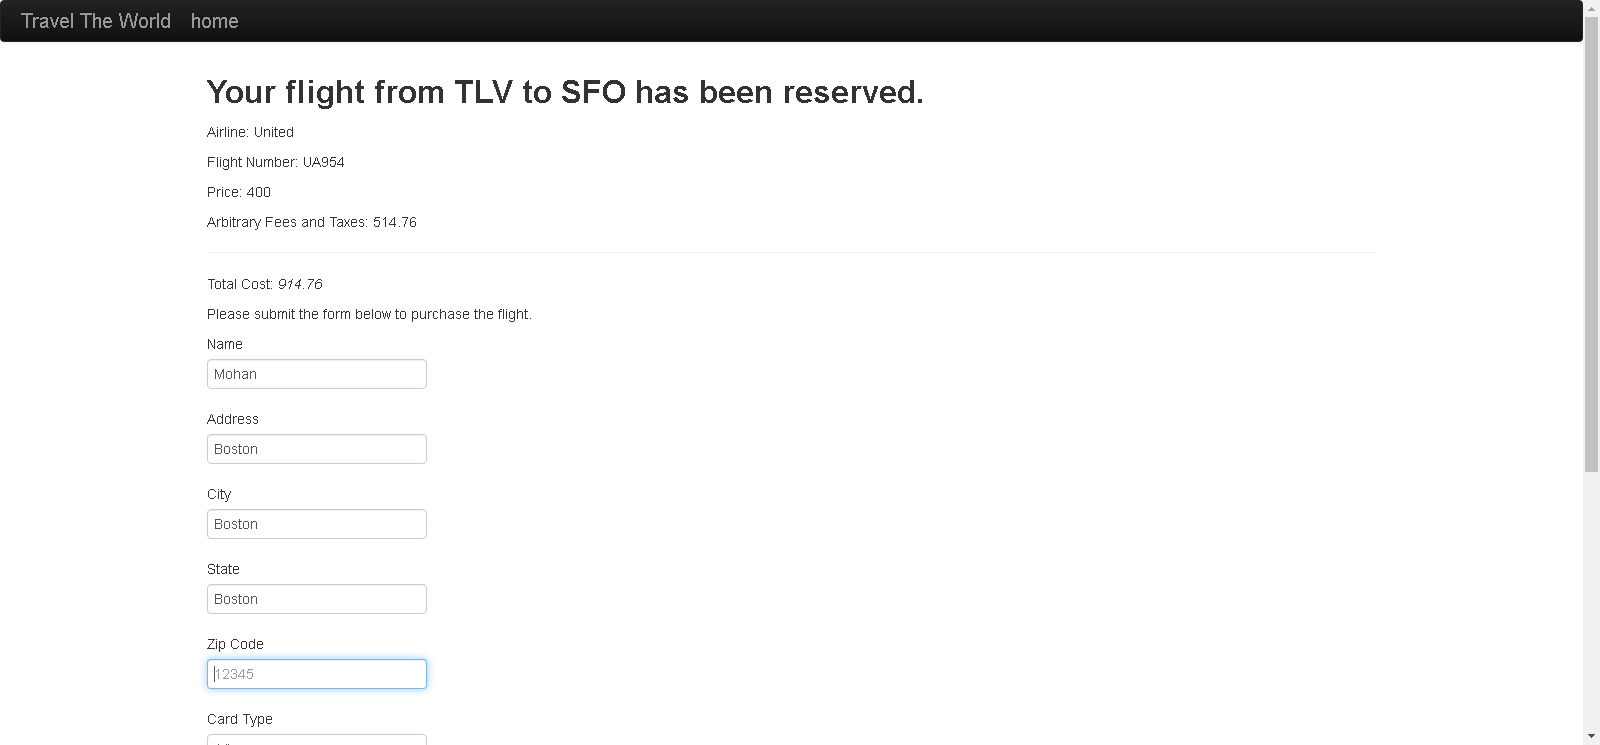 Travel The World home
Your flight from TLV to SFO has been reserved.
Airline: United
Flight Number: UA954
Price: 400
Arbitrary Fees and Taxes: 514.76
Total Cost: 914.76
Please submit the form below to purchase the flight.
Name
Mohan
Address
Boston
City
Boston
State
Boston
Zip Code
12345
Card Type